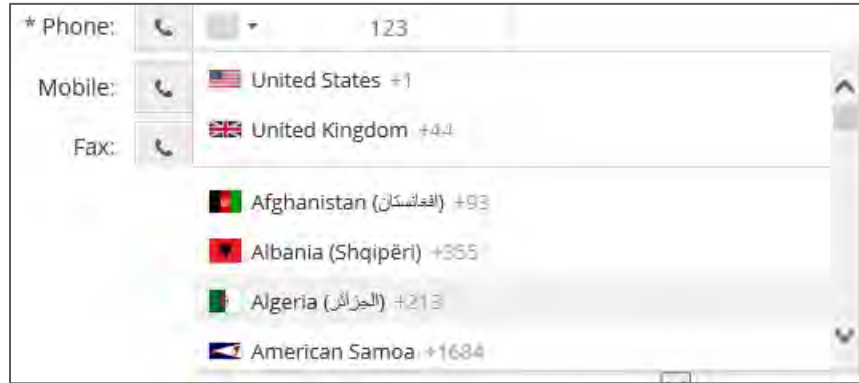 * Phone: 123
Mobile:
Fax:
United States +1
United Kingdom +44
Afghanistan (‫افغانستان‬‎) +93
Albania (Shqipëri) +355
Algeria (‫الجزائر‬‎) +213
American Samoa +1684